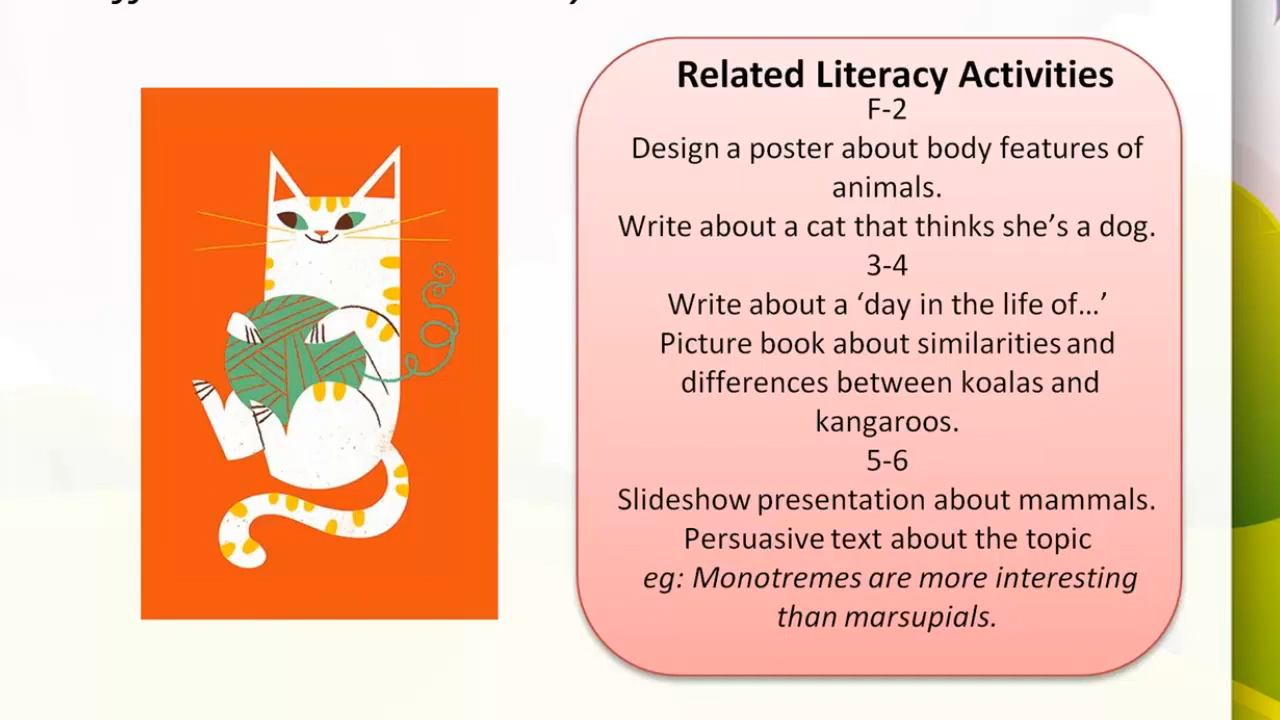 Related Literacy Activities
F-2
Design a poster about body features of
animals.
Write about a cat that thinks she’s a dog.
3-4
Write about a ‘day in the life of…’
Picture book about similarities and
differences between koalas and
kangaroos.
5-6
Slideshow presentation about mammals.
Persuasive text about the topic
eg: Monotremes are more interesting
than marsupials.